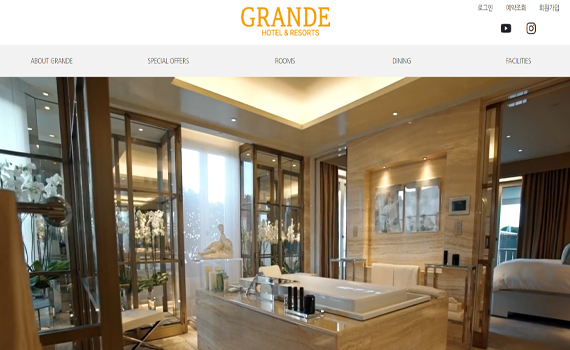 GRANDE
HOTEL & RESORTS
로그인 예약조회 회원가입
ABOUT GRANDE SPECIAL OFFERS ROOMS DINING FACILITIES